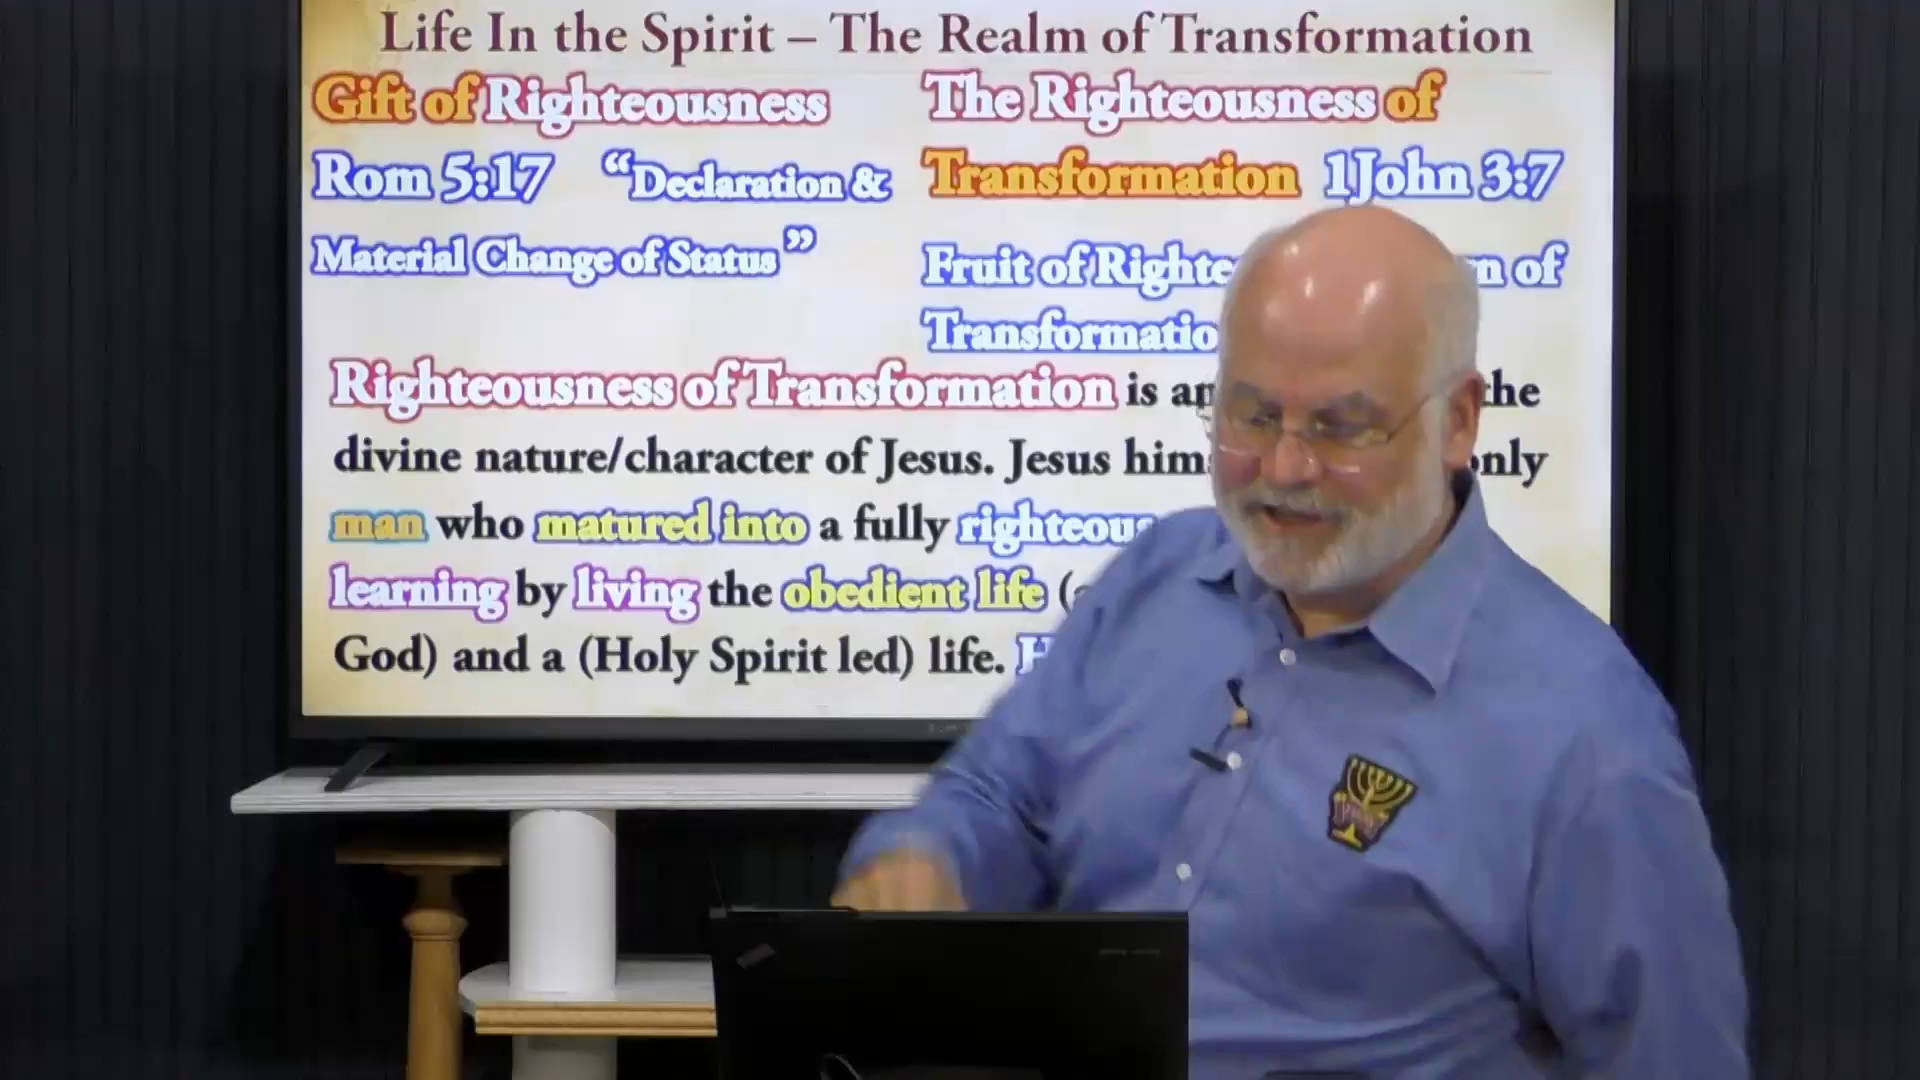 Life In the Spirit – The Realm of Transformation
Gift of Righteousness
Rom 5:17 “Declaration &
Material Change of Status”
The Righteousness of
Transformation 1John 3:7
Fruit of Righte n of
Transformatio
Righteousness of Transformation is an the
divine nature/character of Jesus. Jesus him only
man who matured into a fully righteous
learning by living the obedient life (
God) and a (Holy Spirit led) life. H